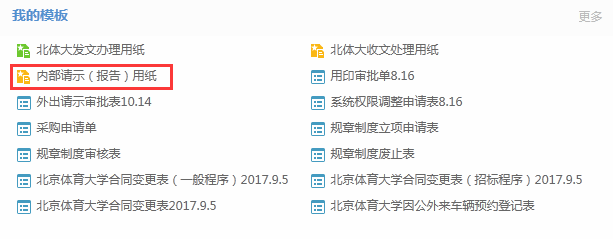 我的模板 更多
北体大发文办理用纸 北体大收文处理用纸
内部请示（报告）用纸 用印审批单8.16
外出请示审批表10.14 系统权限调整申请表8.16
采购申请单 规章制度立项申请表
规章制度审核表 规章制度废止表
北京体育大学合同变更表（一般程序）2017.9.5 北京体育大学合同变更表（招标程序）2017.9.5
北京体育大学合同变更表2017.9.5 北京体育大学因公外来车辆预约登记表